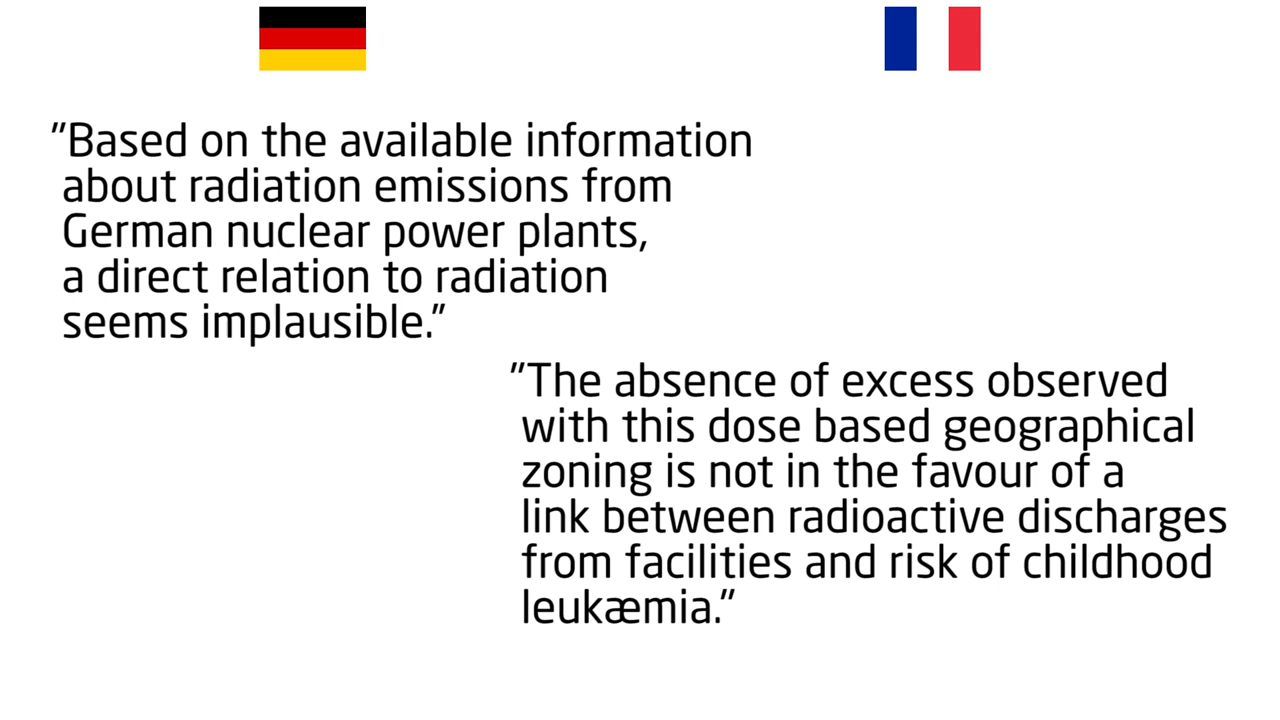 "Based on the available information
about radiation emissions from
German nuclear power plants,
a direct relation to radiation
seems implausible."
"The absence of excess observed
with this dose based geographical
zoning is not in the favour of a
link between radioactive discharges
from facilities and risk of childhood
leukæmia."